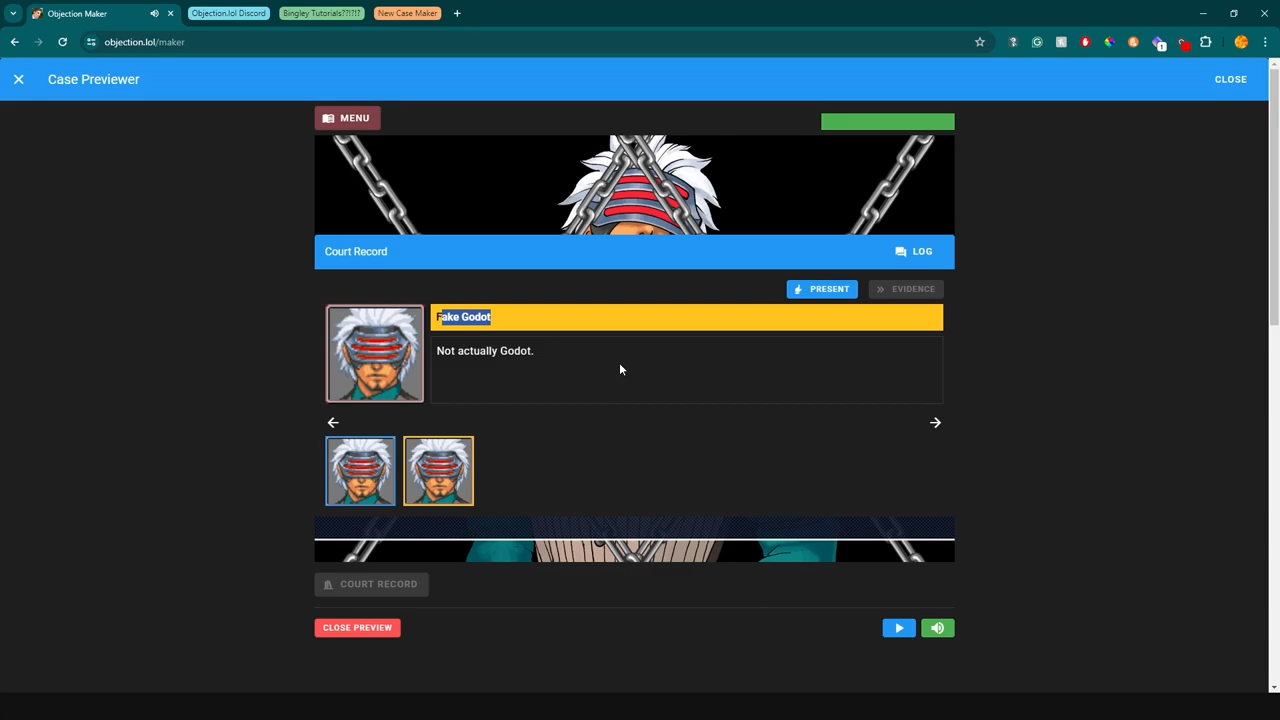 Objection Maker
Objection.lol Discord
Bingley Tutorials??!?!?
New Case Maker
objection.lol/maker
1
Case Previewer
CLOSE
MENU
Court Record
LOG
PRESENT
EVIDENCE
Fake Godot
Not actually Godot.
COURT RECORD
CLOSE PREVIEW